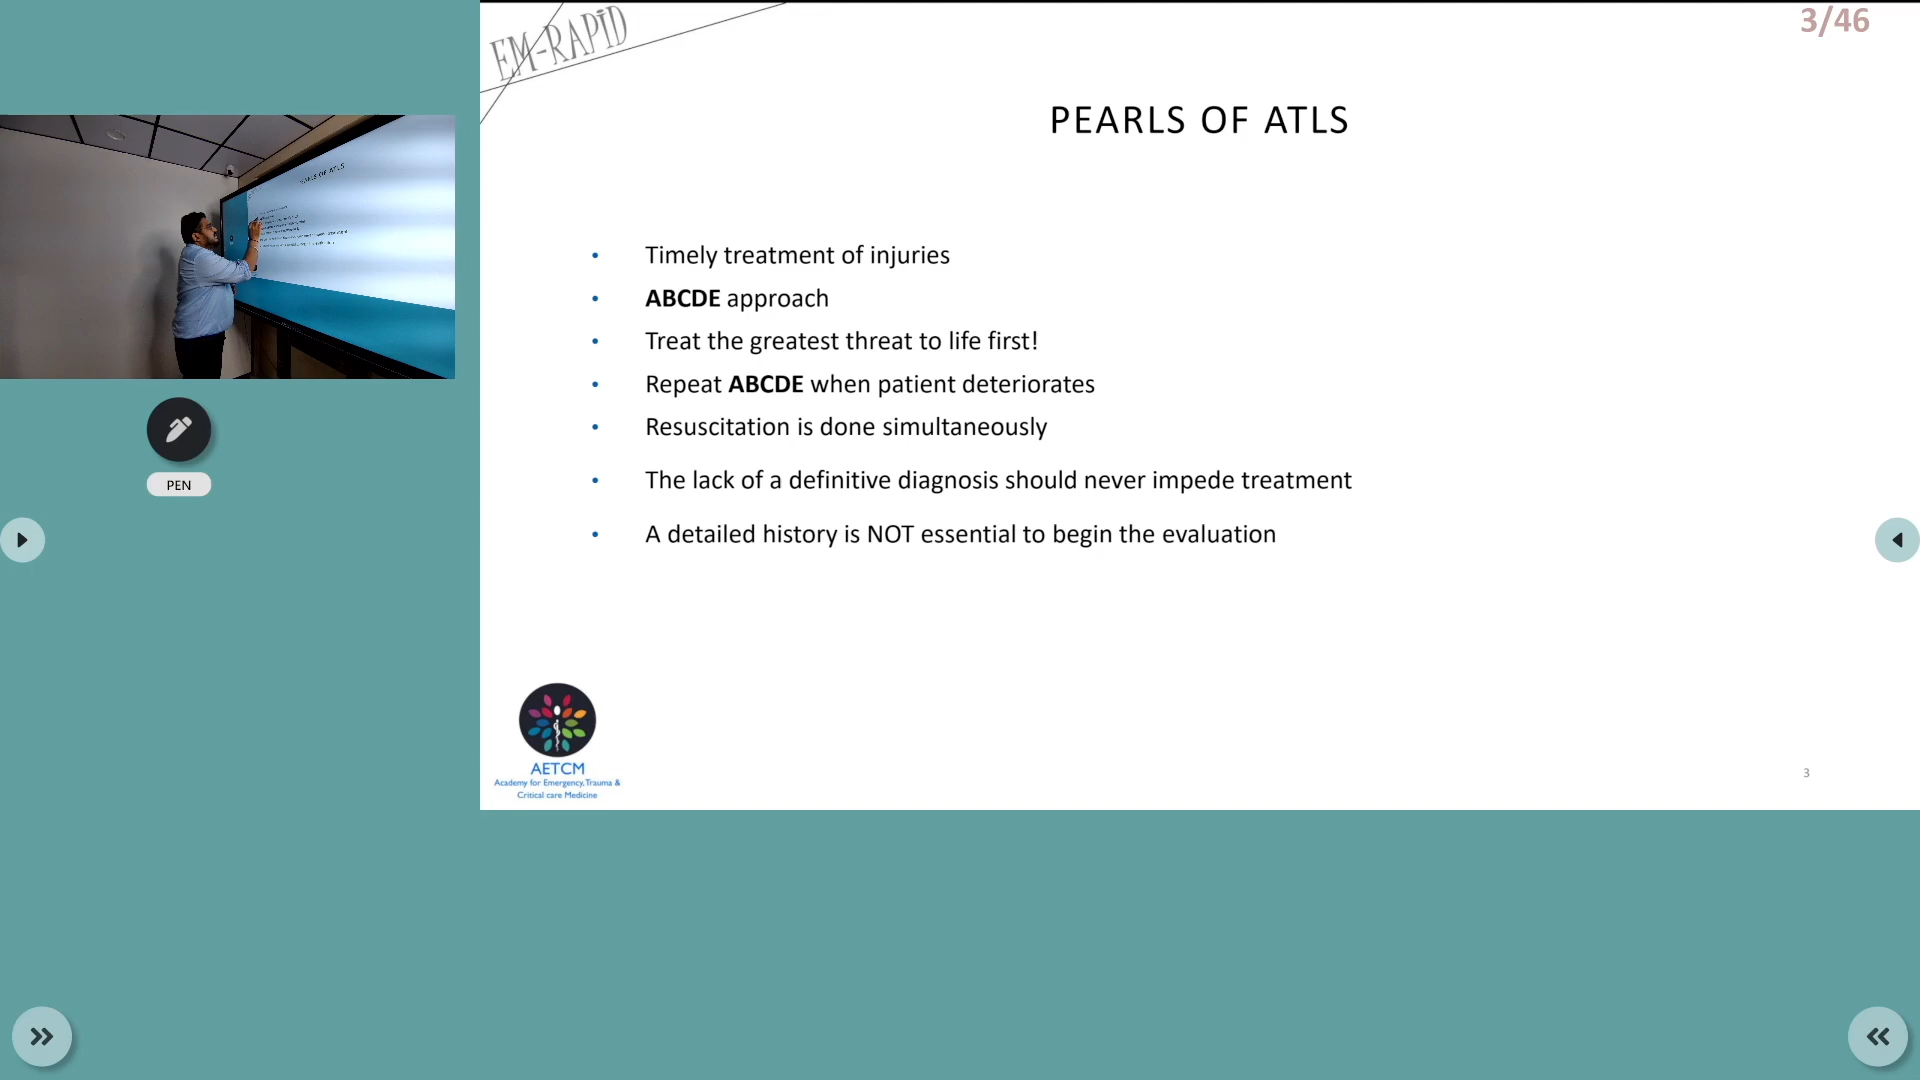 EM-RAPiD
3/46
PEARLS OF ATLS
Timely treatment of injuries
ABCDE approach
Treat the greatest threat to life first!
Repeat ABCDE when patient deteriorates
Resuscitation is done simultaneously
The lack of a definitive diagnosis should never impede treatment
A detailed history is NOT essential to begin the evaluation
PEN
AETCM
Academy for Emergency, Trauma &
Critical care Medicine
3